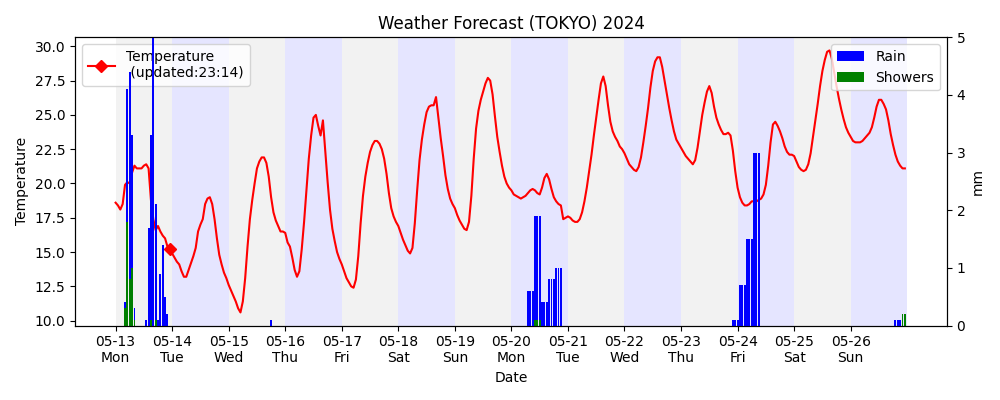 Weather Forecast (TOKYO) 2024
Temperature
(updated:23:14)
Rain
Showers
Temperature
30.0
27.5
25.0
22.5
20.0
17.5
15.0
12.5
10.0
5
4
3
2
1
0
mm
05-13 05-14 05-15 05-16 05-17 05-18 05-19 05-20 05-21 05-22 05-23 05-24 05-25 05-26
Mon Tue Wed Thu Fri Sat Sun Mon Tue Wed Thu Fri Sat Sun
Date